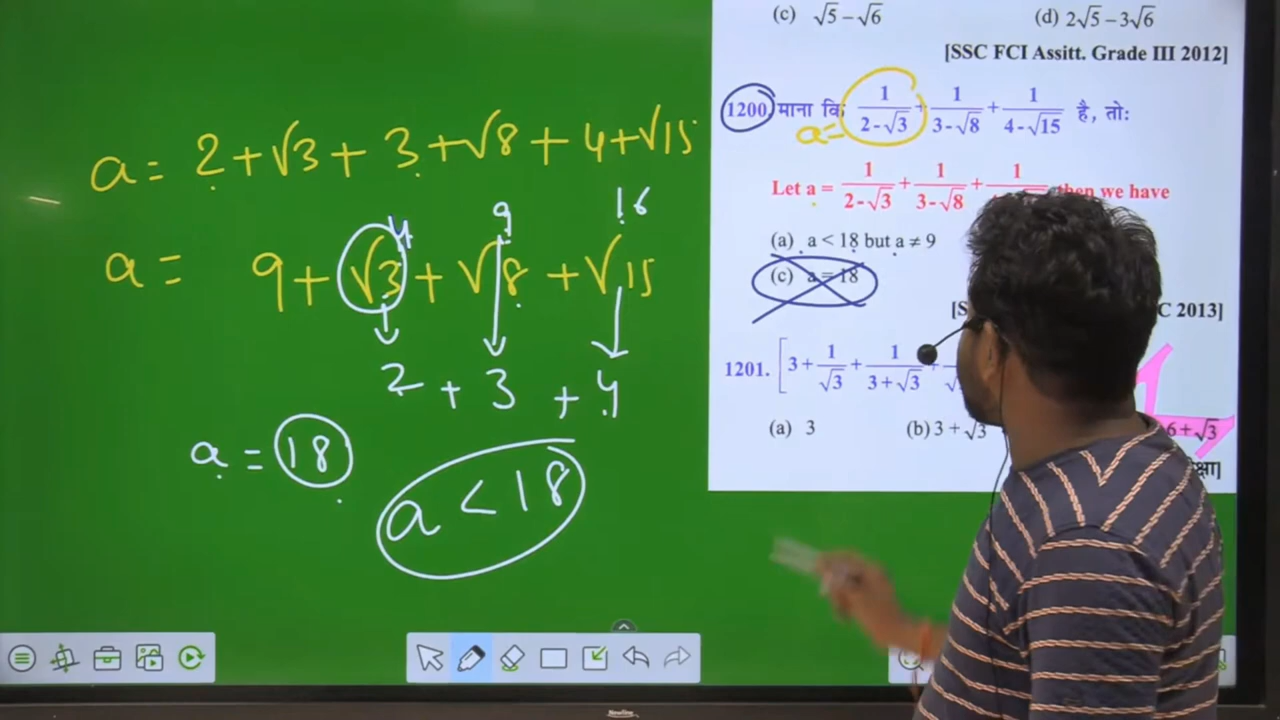 (c) √5 – √6 (d) 2√5 – 3√6
[SSC FCI Assitt. Grade III 2012]
1200. माना कि 1/(2-√3) + 1/(3-√8) + 1/(4-√15) है, तो:
a =
Let a = 1/(2-√3) + 1/(3-√8) + 1/ then we have
(a) a < 18 but a ≠ 9
(c) a = 18
C 2013]
1201. [3 + 1/√3 + 1/(3+√3) +
(a) 3 (b) 3 + √3 6 + √3
a = 2 + √3 + 3 + √8 + 4 + √15
4 9 16
a = 9 + √3 + √8 + √15
2 + 3 + 4
a = 18
a < 18
Newline